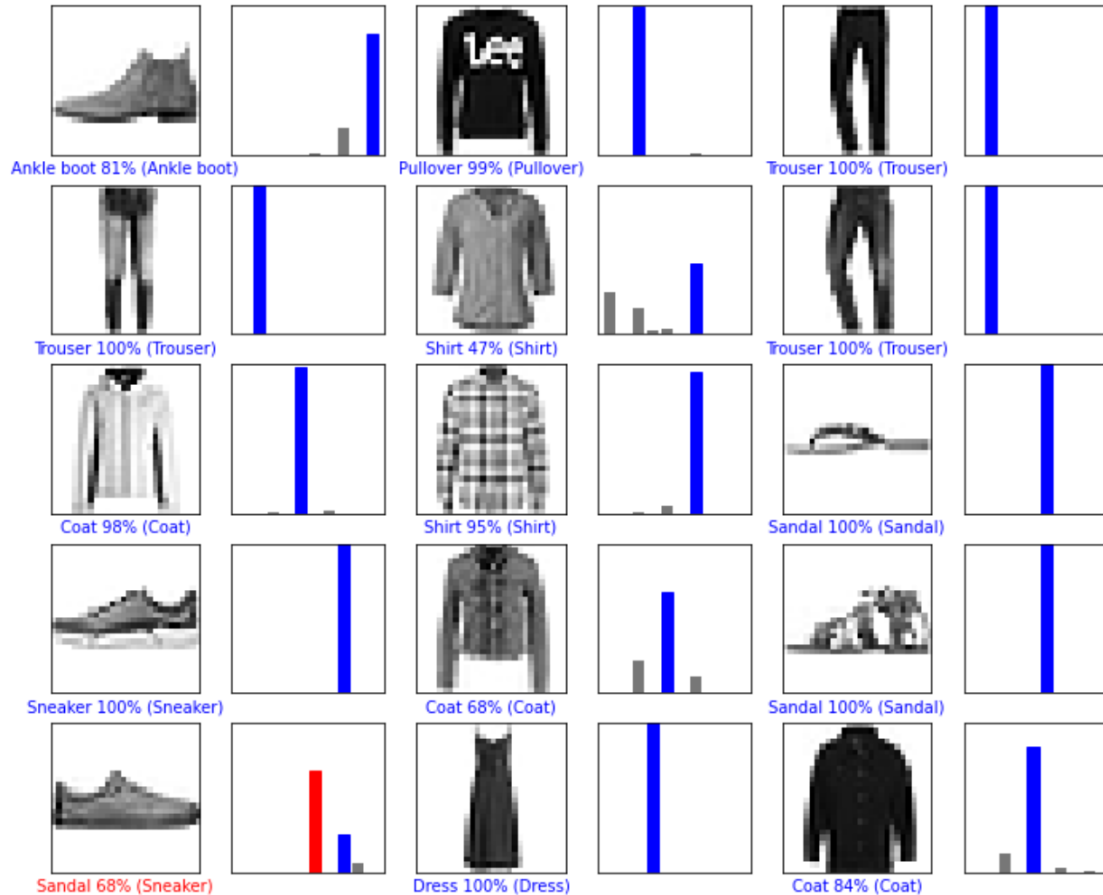 Lee
Ankle boot 81% (Ankle boot)
Pullover 99% (Pullover)
Trouser 100% (Trouser)
Trouser 100% (Trouser)
Shirt 47% (Shirt)
Trouser 100% (Trouser)
Coat 98% (Coat)
Shirt 95% (Shirt)
Sandal 100% (Sandal)
Sneaker 100% (Sneaker)
Coat 68% (Coat)
Sandal 100% (Sandal)
Sandal 68% (Sneaker)
Dress 100% (Dress)
Coat 84% (Coat)